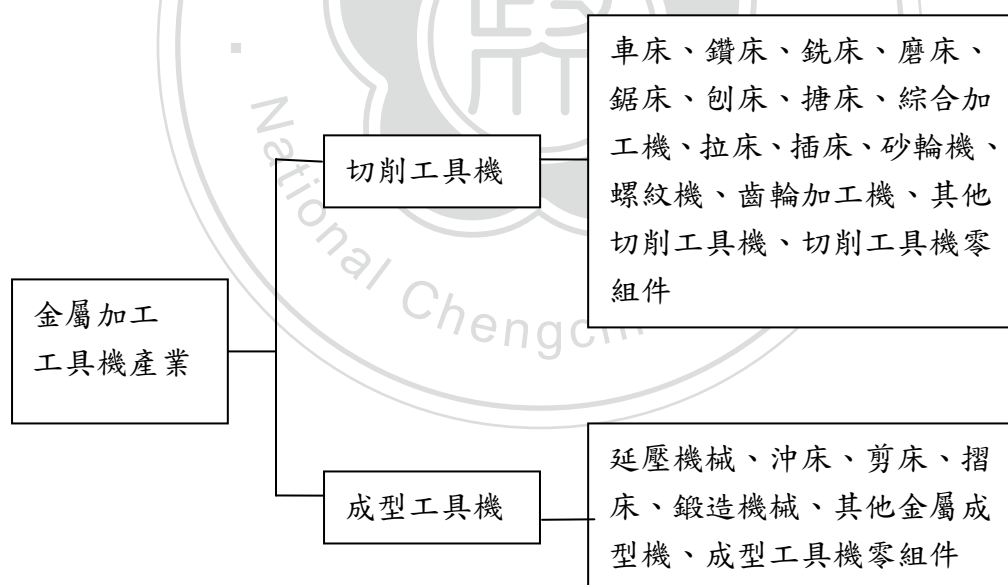 車床、鑽床、銑床、磨床、
鋸床、刨床、搪床、綜合加
工機、拉床、插床、砂輪機、
螺紋機、齒輪加工機、其他
切削工具機、切削工具機零
組件
切削工具機
金屬加工
工具機產業
成型工具機
延壓機械、沖床、剪床、摺
床、鍛造機械、其他金屬成
型機、成型工具機零組件
National Chengch